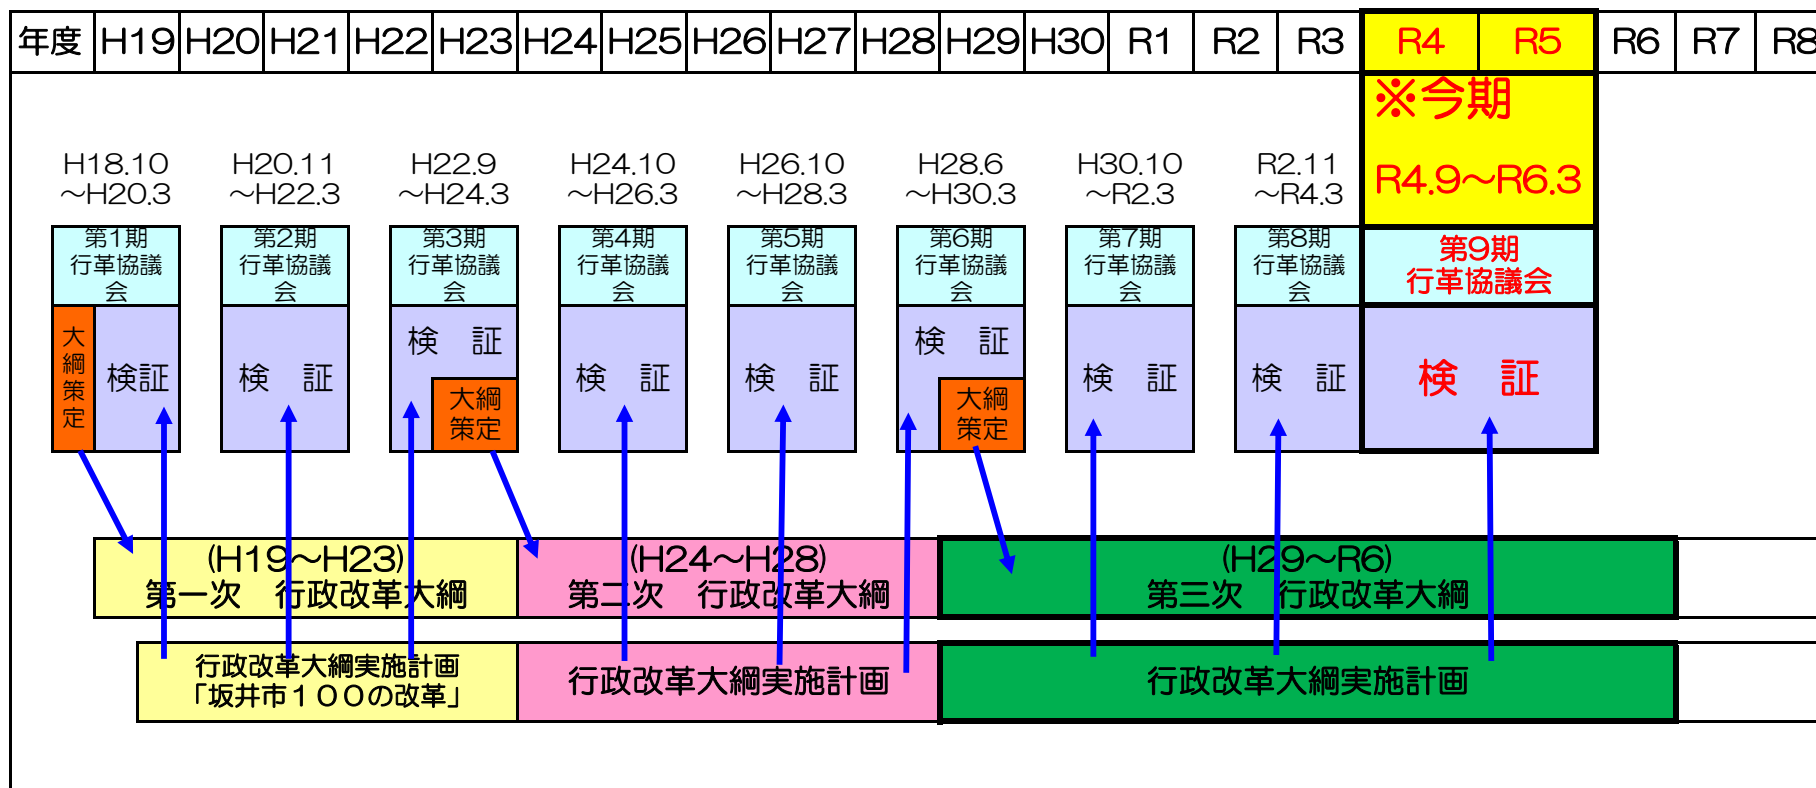 年度 H19 H20 H21 H22 H23 H24 H25 H26 H27 H28 H29 H30 R1 R2 R3 R4 R5 R6 R7 R8
※今期
R4.9～R6.3
H18.10
～H20.3
H20.11
～H22.3
H22.9
～H24.3
H24.10
～H26.3
H26.10
～H28.3
H28.6
～H30.3
H30.10
～R2.3
R2.11
～R4.3
第1期
行革協議
会
第2期
行革協議
会
第3期
行革協議
会
第4期
行革協議
会
第5期
行革協議
会
第6期
行革協議
会
第7期
行革協議
会
第8期
行革協議
会
第9期
行革協議会
大
綱
策
定
検証
検　証
検　証
大綱
策定
検　証
検　証
検　証
大綱
策定
検　証
検　証
検　証
(H19～H23)
第一次　行政改革大綱
(H24～H28)
第二次　行政改革大綱
(H29～R6)
第三次　行政改革大綱
行政改革大綱実施計画
「坂井市１００の改革」
行政改革大綱実施計画
行政改革大綱実施計画